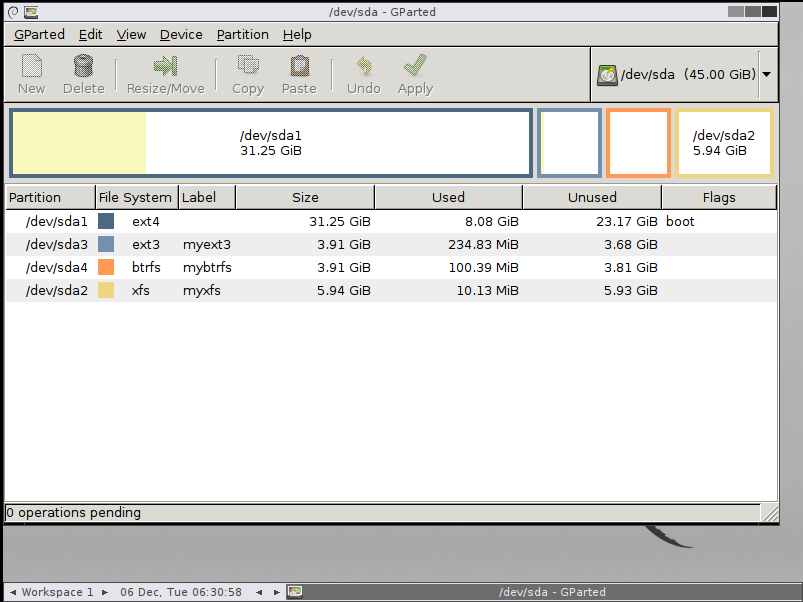 /dev/sda - GParted
GParted Edit View Device Partition Help
New Delete Resize/Move Copy Paste Undo Apply /dev/sda (45.00 GiB)
/dev/sda1
31.25 GiB
/dev/sda2
5.94 GiB
Partition File System Label Size Used Unused Flags
/dev/sda1 ext4 31.25 GiB 8.08 GiB 23.17 GiB boot
/dev/sda3 ext3 myext3 3.91 GiB 234.83 MiB 3.68 GiB
/dev/sda4 btrfs mybtrfs 3.91 GiB 100.39 MiB 3.81 GiB
/dev/sda2 xfs myxfs 5.94 GiB 10.13 MiB 5.93 GiB
0 operations pending
Workspace 1 06 Dec, Tue 06:30:58 /dev/sda - GParted